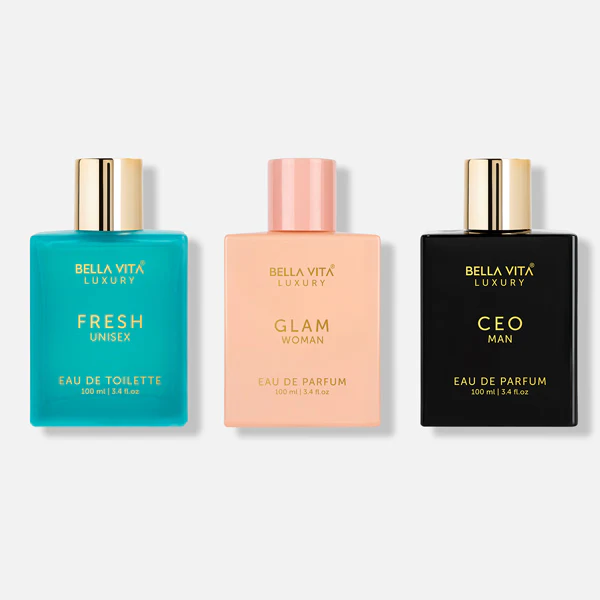 BELLA VITA®
LUXURY
FRESH
UNISEX
EAU DE TOILETTE
100 ml | 3.4 fl.oz
BELLA VITA®
LUXURY
GLAM
WOMAN
EAU DE PARFUM
100 ml | 3.4 fl.oz
BELLA VITA®
LUXURY
CEO
MAN
EAU DE PARFUM
100 ml | 3.4 fl.oz